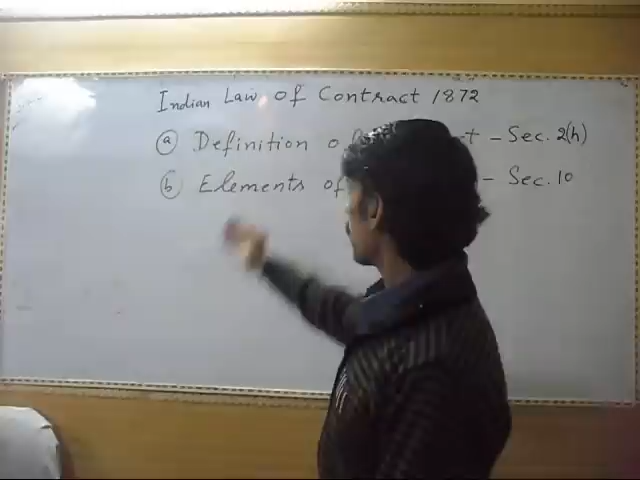 Indian Law of Contract 1872
(a) Definition o t - Sec. 2(h)
(b) Elements of - Sec. 10